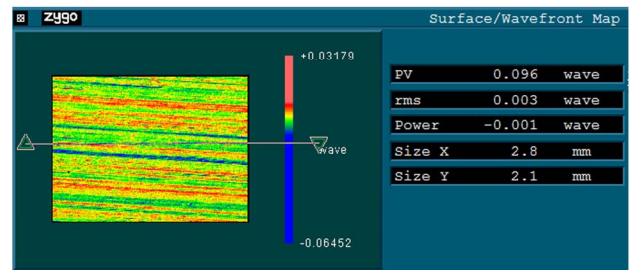 zygo Surface/Wavefront Map
+0.03179
wave
-0.06452
PV 0.096 wave
rms 0.003 wave
Power -0.001 wave
Size X 2.8 mm
Size Y 2.1 mm